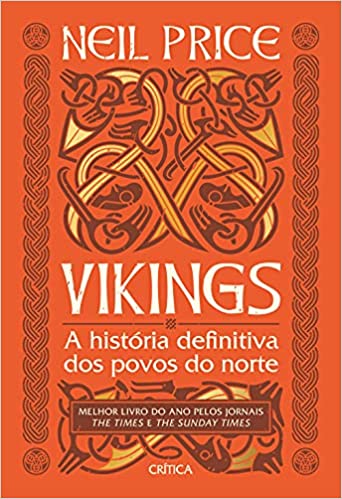 NEIL PRICE
VIKINGS
A história definitiva
dos povos do norte
MELHOR LIVRO DO ANO PELOS JORNAIS
THE TIMES E THE SUNDAY TIMES
CRÍTICA